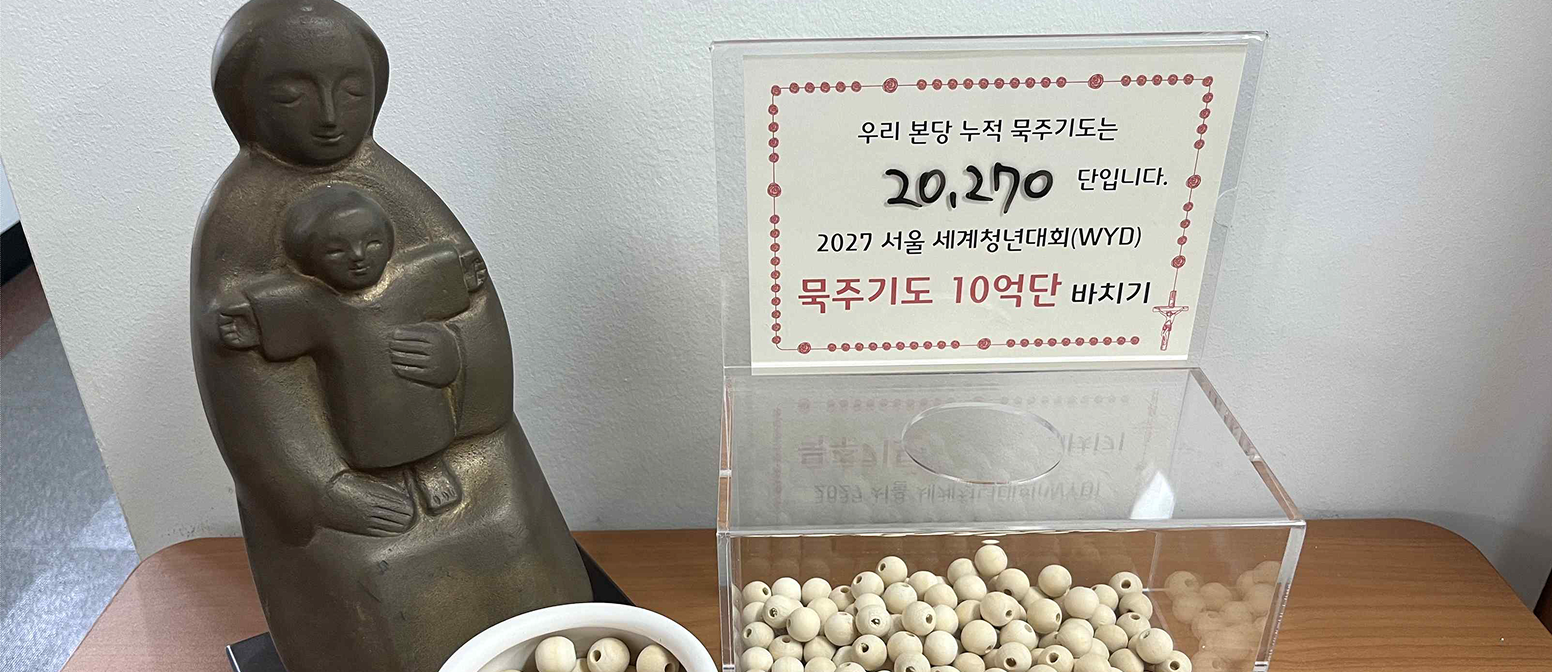 우리 본당 누적 묵주기도는
20,270 단입니다.
2027 서울 세계청년대회(WYD)
묵주기도 10억단 바치기